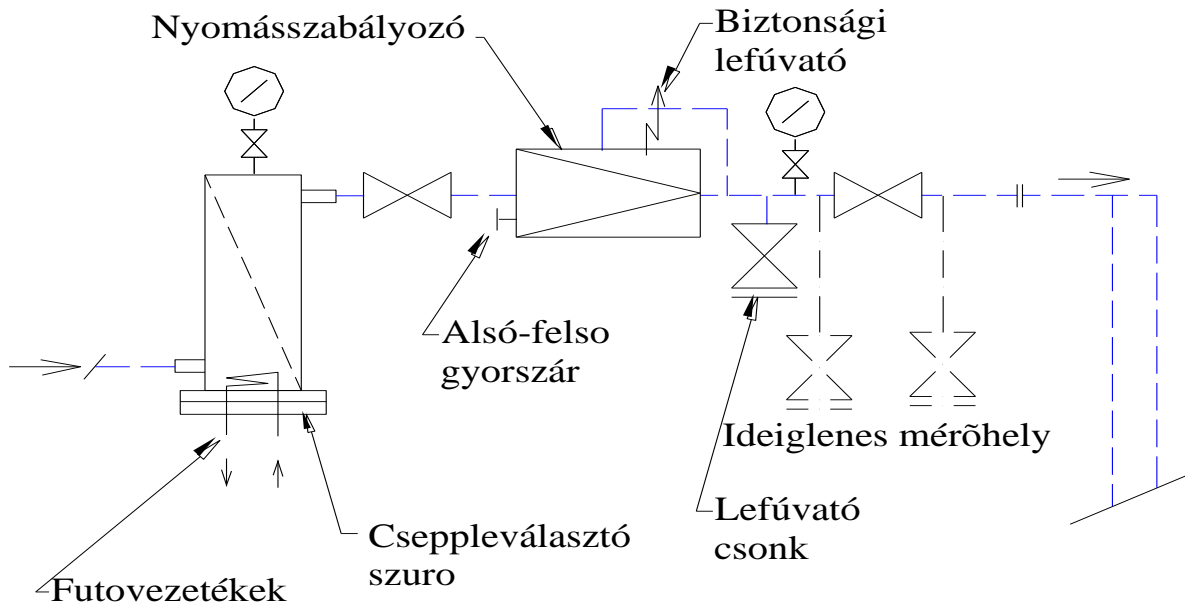 Nyomásszabályozó
Biztonsági
lefúvató
Alsó-felso
gyorszár
Ideiglenes mérõhely
Lefúvató
csonk
Cseppleválasztó
szuro
Futovezetékek